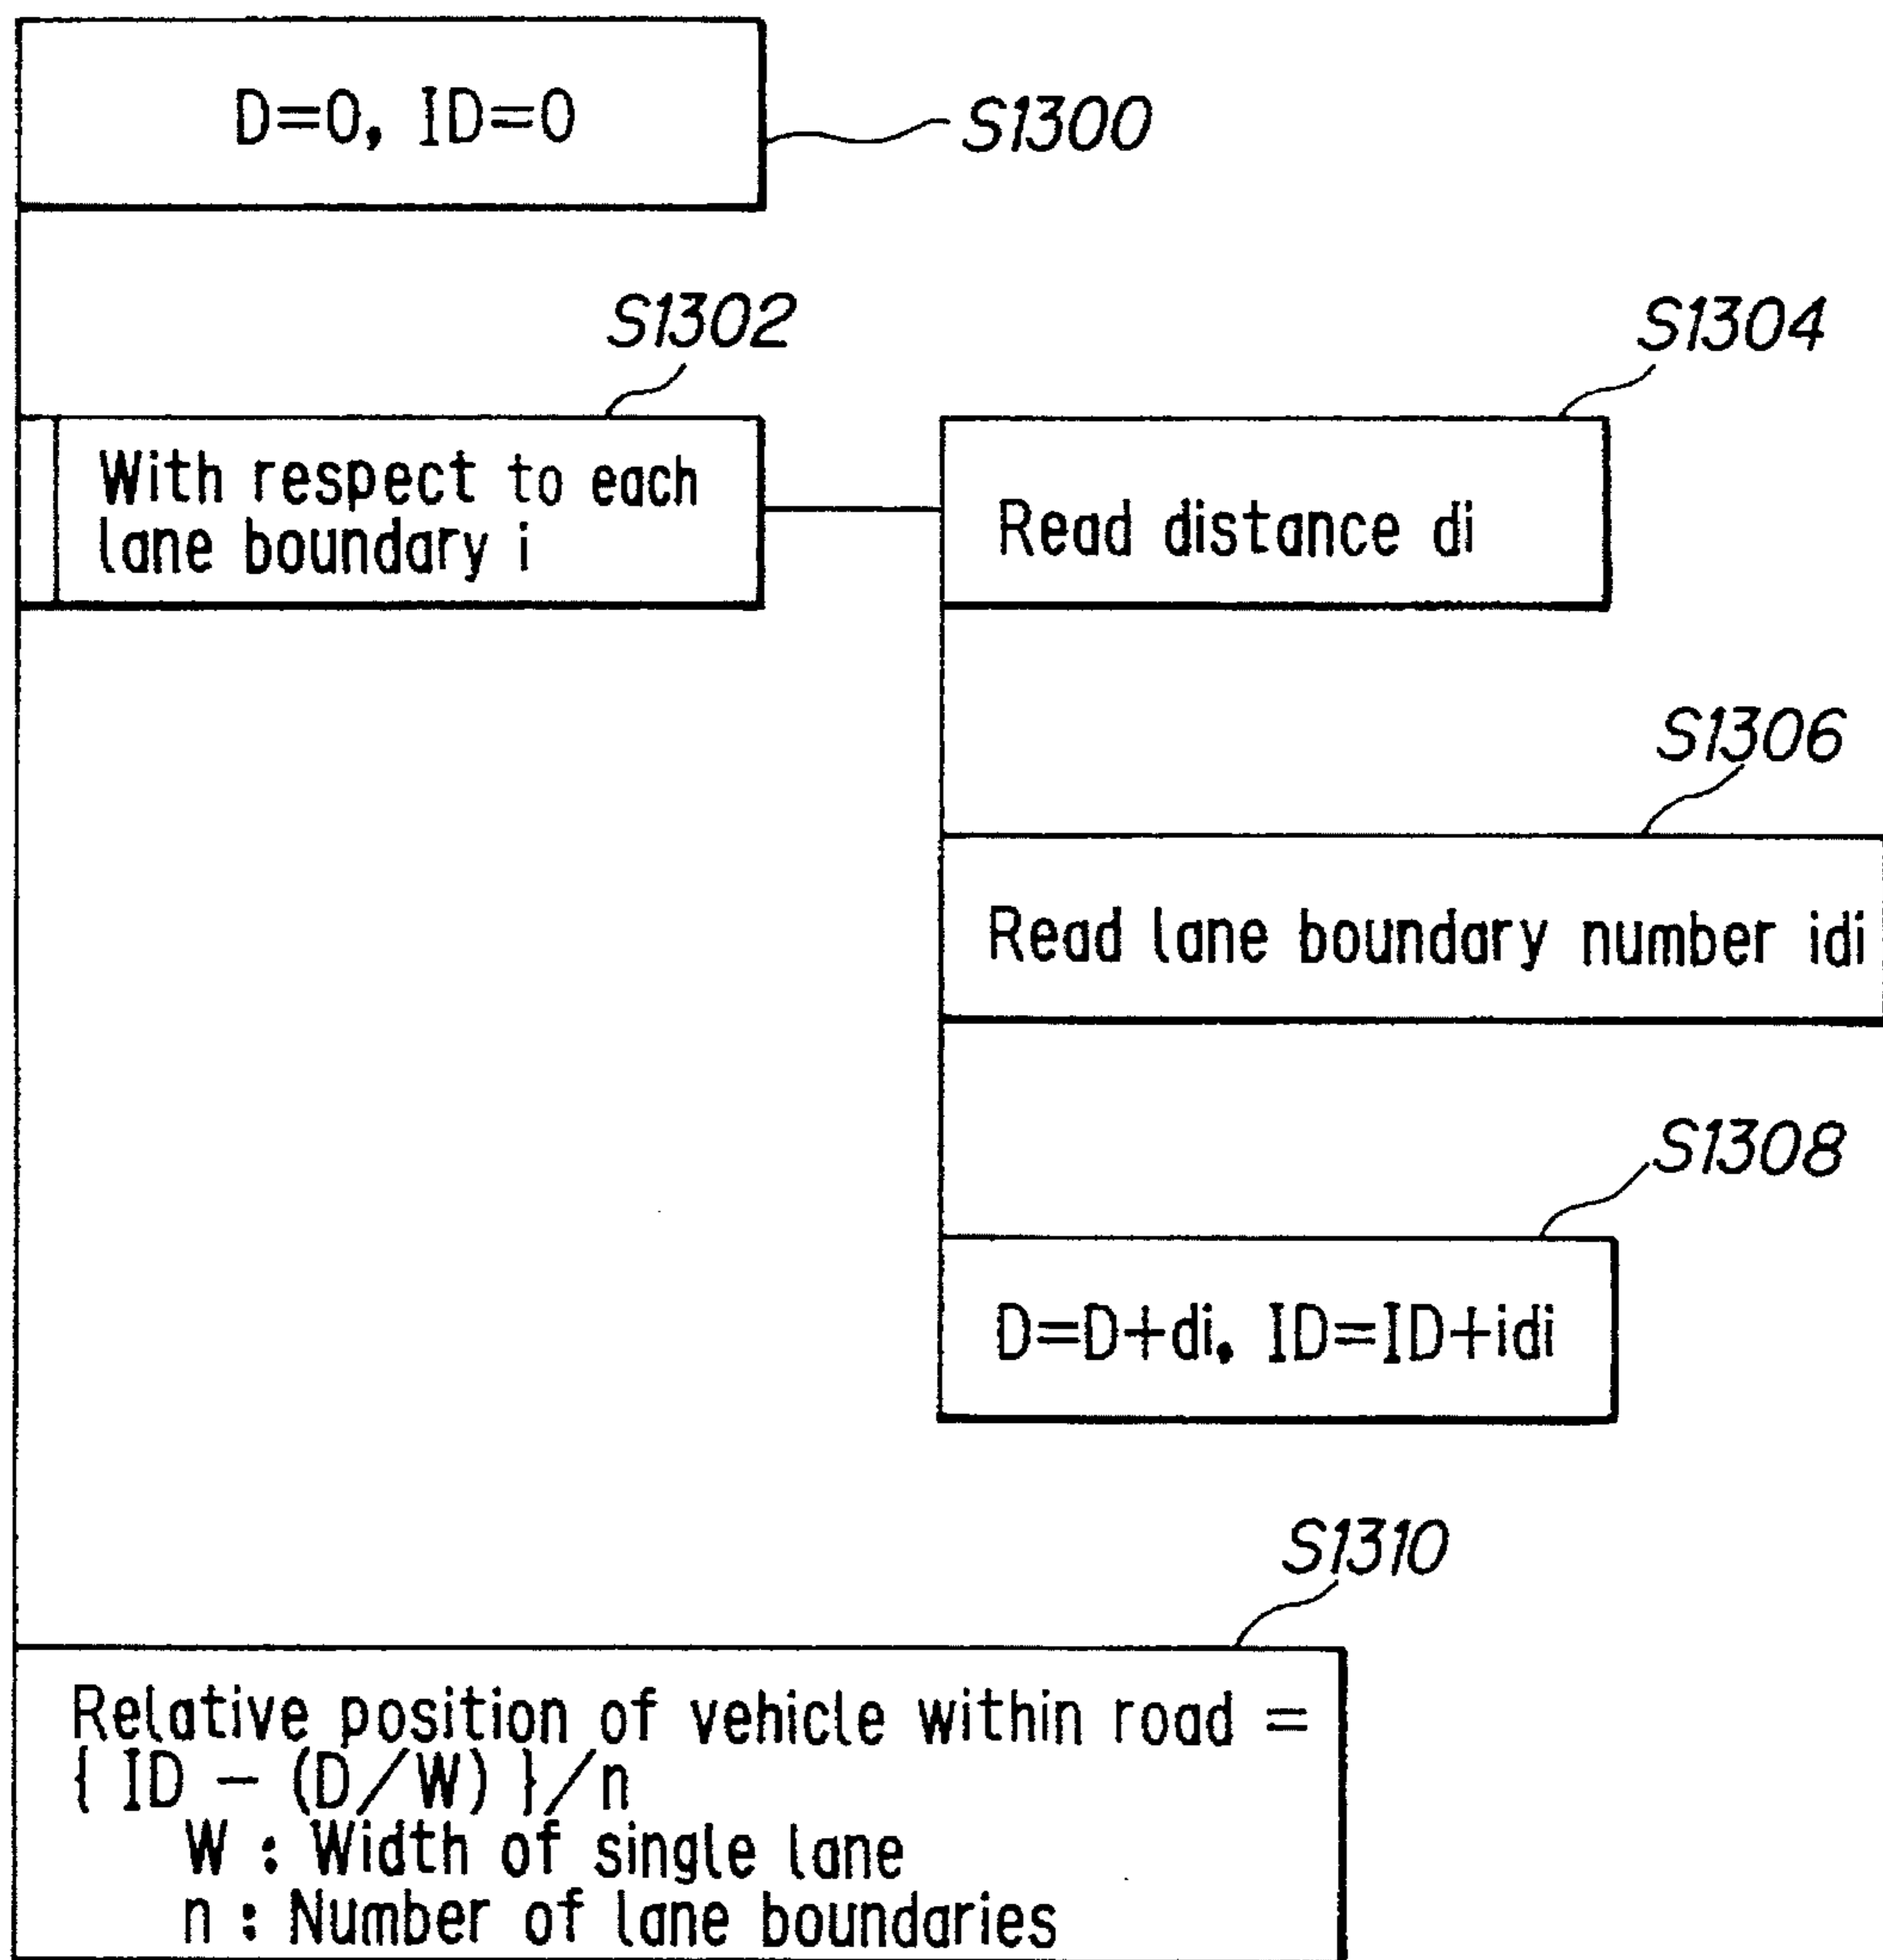 D=0, ID=0
S1300
S1302
With respect to each
lane boundary i
S1304
Read distance di
S1306
Read lane boundary number idi
S1308
D=D+di, ID=ID+idi
S1310
Relative position of vehicle within road =
{ ID - (D/W) }/n
W : Width of single lane
n : Number of lane boundaries